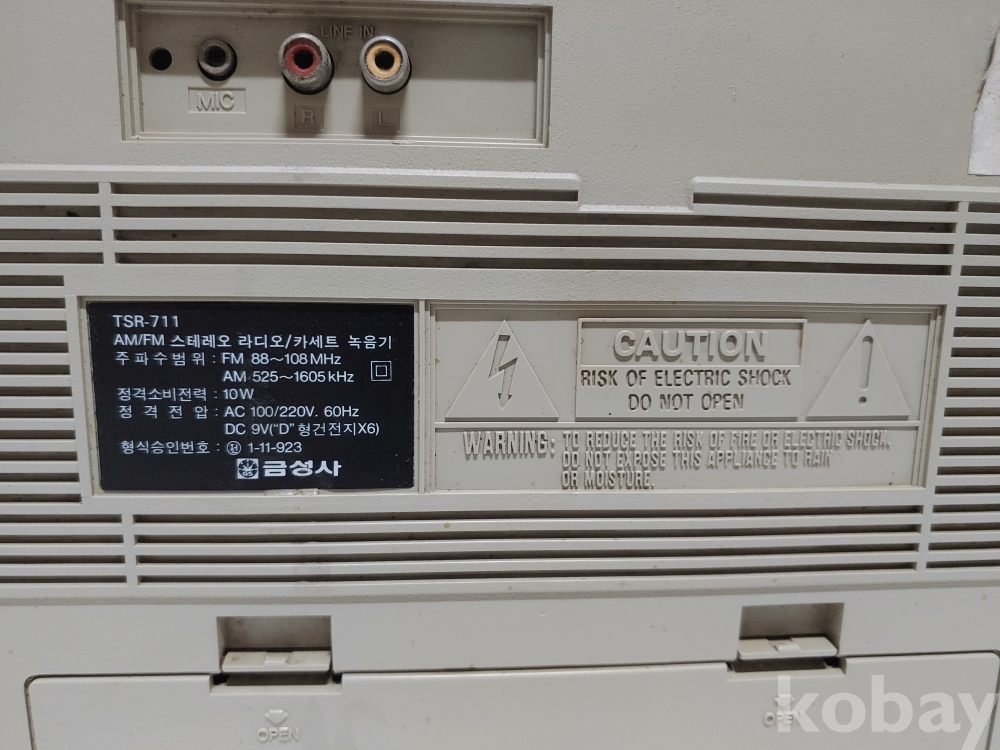 LINE IN
MIC
R
L
TSR-711
AM/FM 스테레오 라디오/카세트 녹음기
주파수범위 : FM 88~108MHz
AM 525~1605kHz
정격소비전력 : 10W
정격전압 : AC 100/220V. 60Hz
DC 9V("D"형건전지X6)
형식승인번호 : 1-11-923
GS 금성사
CAUTION
RISK OF ELECTRIC SHOCK
DO NOT OPEN
WARNING: TO REDUCE THE RISK OF FIRE OR ELECTRIC SHOCK,
DO NOT EXPOSE THIS APPLIANCE TO RAIN
OR MOISTURE.
OPEN
OPEN
kobay